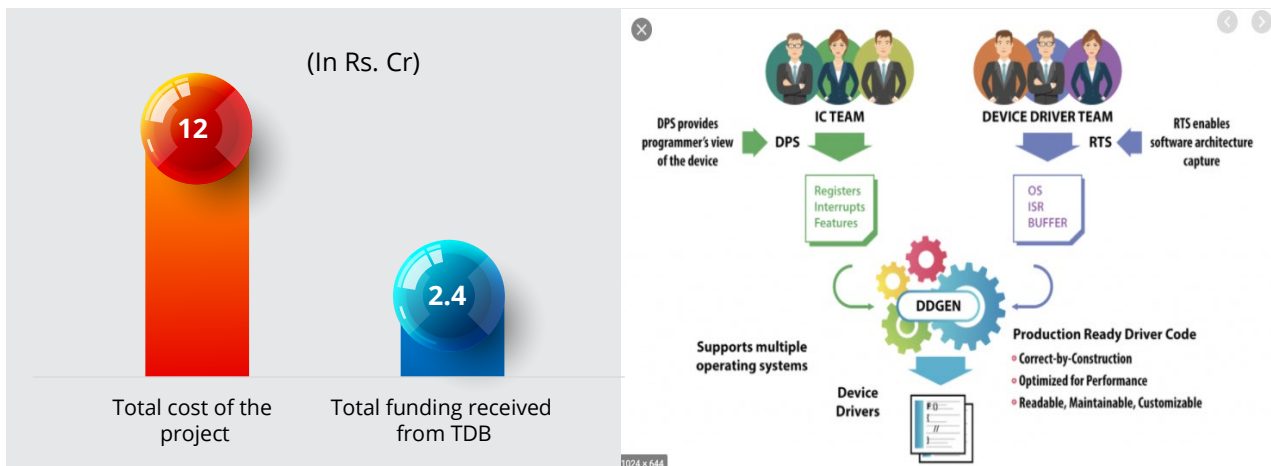 (In Rs. Cr)
12
2.4
Total cost of the
project
Total funding received
from TDB
IC TEAM
DEVICE DRIVER TEAM
DPS provides
programmer's view
of the device
DPS
RTS
RTS enables
software architecture
capture
Registers
Interrupts
Features
OS
ISR
BUFFER
DDGEN
Supports multiple
operating systems
Production Ready Driver Code
Correct-by-Construction
Optimized for Performance
Readable, Maintainable, Customizable
Device
Drivers
F()
{
//
}
1024 x 644